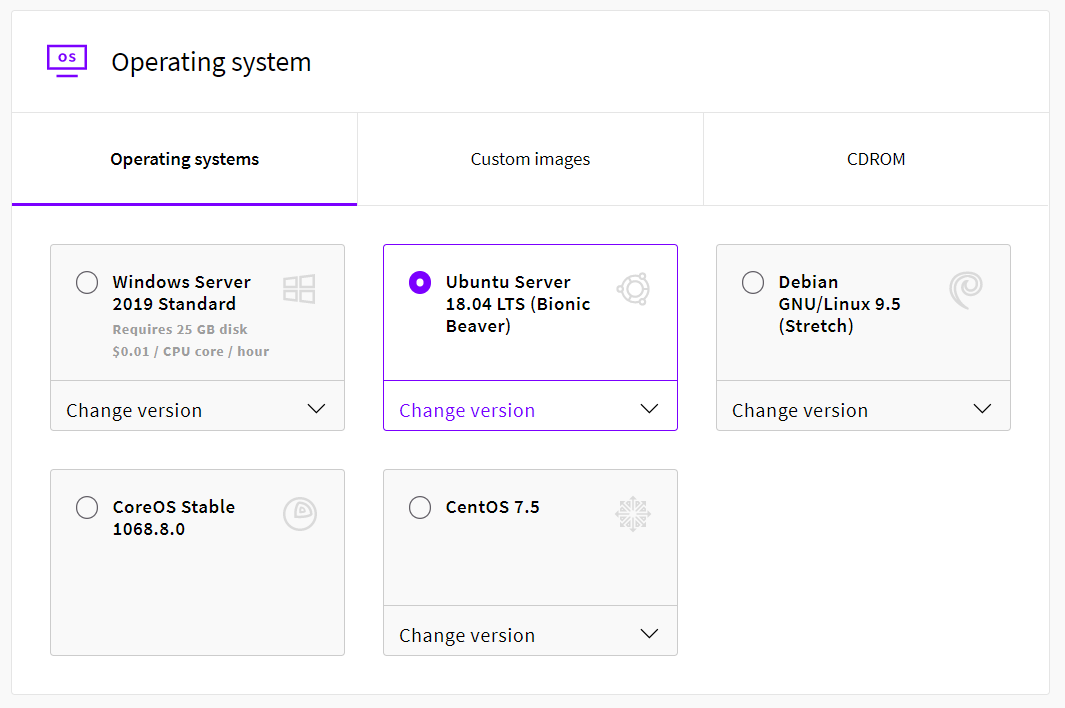 OS
Operating system
Operating systems
Custom images
CDROM
Windows Server
2019 Standard
Requires 25 GB disk
$0.01 / CPU core / hour
Change version
Ubuntu Server
18.04 LTS (Bionic
Beaver)
Change version
Debian
GNU/Linux 9.5
(Stretch)
Change version
CoreOS Stable
1068.8.0
CentOS 7.5
Change version